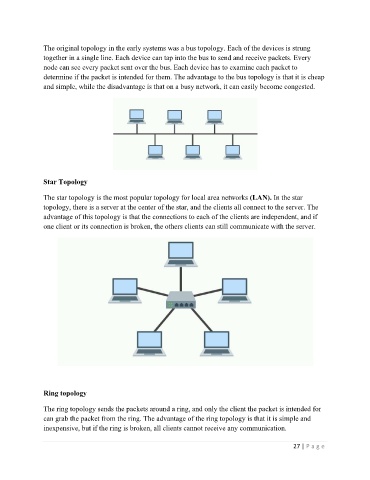 The original topology in the early systems was a bus topology. Each of the devices is strung
together in a single line. Each device can tap into the bus to send and receive packets. Every
node can see every packet sent over the bus. Each device has to examine each packet to
determine if the packet is intended for them. The advantage to the bus topology is that it is cheap
and simple, while the disadvantage is that on a busy network, it can easily become congested.
Star Topology
The star topology is the most popular topology for local area networks (LAN). In the star
topology, there is a server at the center of the star, and the clients all connect to the server. The
advantage of this topology is that the connections to each of the clients are independent, and if
one client or its connection is broken, the others clients can still communicate with the server.
Ring topology
The ring topology sends the packets around a ring, and only the client the packet is intended for
can grab the packet from the ring. The advantage of the ring topology is that it is simple and
inexpensive, but if the ring is broken, all clients cannot receive any communication.
27 | P a g e